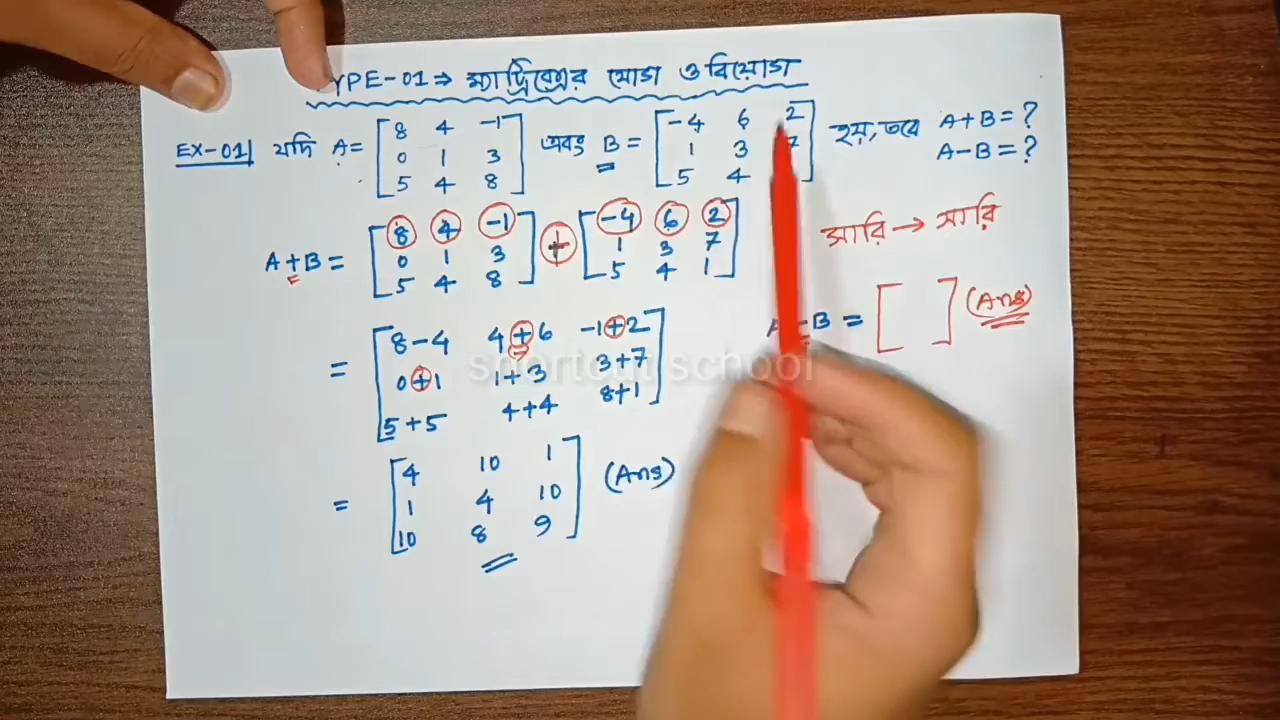 YPE-01 ⇒ ম্যাট্রিক্সের যোগ ও বিয়োগ
EX-01| যদি A = [8 4 -1
0 1 3
5 4 8] এবং B = [-4 6 2
1 3 7
5 4] হয়, তবে A+B = ?
A-B = ?
A+B = [8 4 -1
0 1 3
5 4 8] + [-4 6 2
1 3 7
5 4 1]
সারি → সারি
= [8-4 4+6 -1+2
0+1 1+3 3+7
5+5 4+4 8+1]
A-B = [ ] (Ans)
shortcut school
= [4 10 1
1 4 10
10 8 9] (Ans)